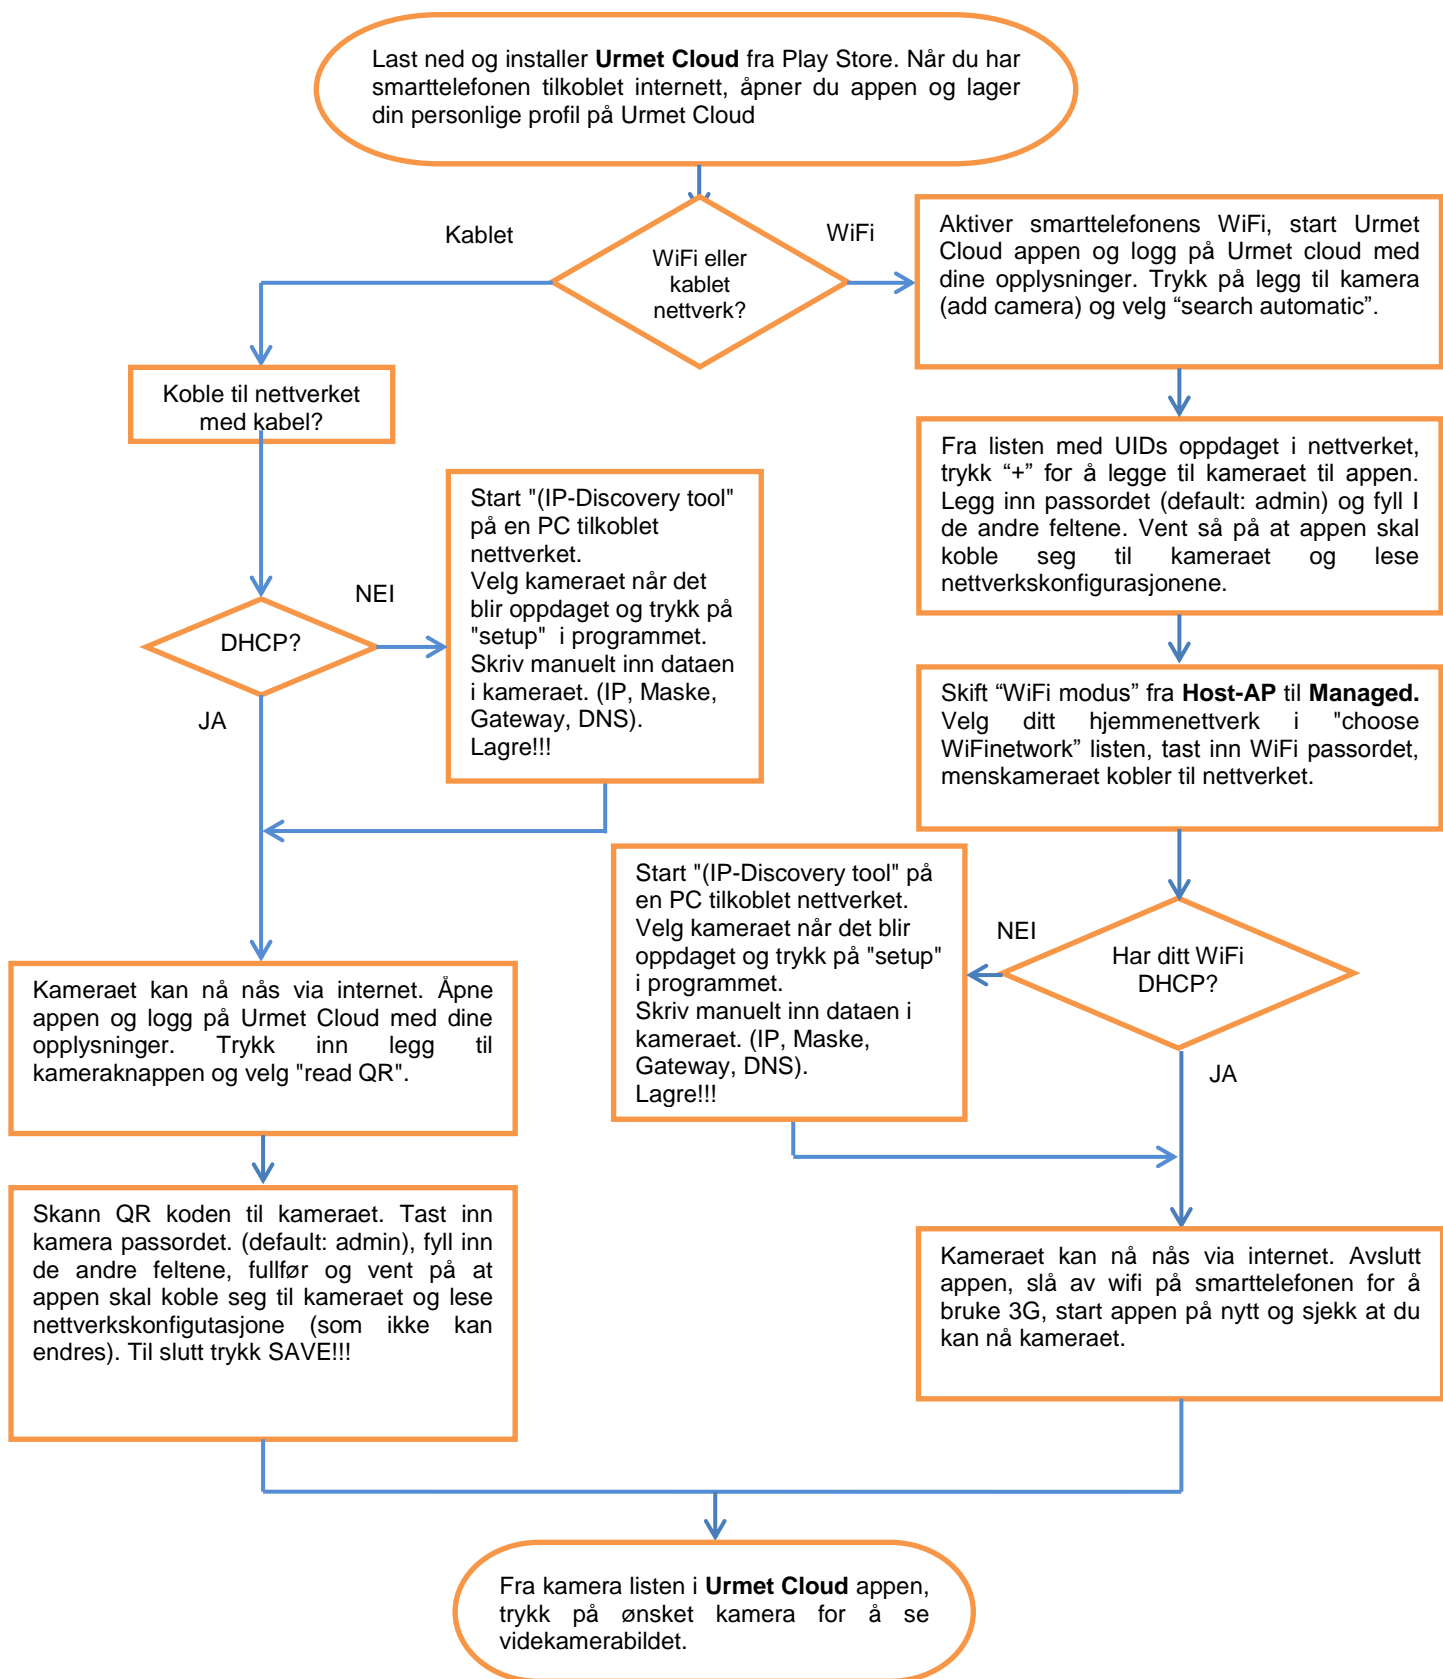 Last ned og installer Urmet Cloud fra Play Store. Når du har
smarttelefonen tilkoblet internett, åpner du appen og lager
din personlige profil på Urmet Cloud
Kablet
WiFi
WiFi eller
kablet
nettverk?
Aktiver smarttelefonens WiFi, start Urmet
Cloud appen og logg på Urmet cloud med
dine opplysninger. Trykk på legg til kamera
(add camera) og velg “search automatic”.
Koble til nettverket
med kabel?
Fra listen med UIDs oppdaget i nettverket,
trykk “+” for å legge til kameraet til appen.
Legg inn passordet (default: admin) og fyll I
de andre feltene. Vent så på at appen skal
koble seg til kameraet og lese
nettverkskonfigurasjonene.
Start "(IP-Discovery tool"
på en PC tilkoblet
nettverket.
Velg kameraet når det
blir oppdaget og trykk på
"setup" i programmet.
Skriv manuelt inn dataen
i kameraet. (IP, Maske,
Gateway, DNS).
Lagre!!!
NEI
DHCP?
JA
Skift “WiFi modus” fra Host-AP til Managed.
Velg ditt hjemmenettverk i "choose
WiFinetwork” listen, tast inn WiFi passordet,
menskameraet kobler til nettverket.
Start "(IP-Discovery tool" på
en PC tilkoblet nettverket.
Velg kameraet når det blir
oppdaget og trykk på "setup"
i programmet.
Skriv manuelt inn dataen i
kameraet. (IP, Maske,
Gateway, DNS).
Lagre!!!
NEI
Har ditt WiFi
DHCP?
JA
Kameraet kan nå nås via internet. Åpne
appen og logg på Urmet Cloud med dine
opplysninger. Trykk inn legg til
kameraknappen og velg "read QR".
Skann QR koden til kameraet. Tast inn
kamera passordet. (default: admin), fyll inn
de andre feltene, fullfør og vent på at
appen skal koble seg til kameraet og lese
nettverkskonfigutasjone (som ikke kan
endres). Til slutt trykk SAVE!!!
Kameraet kan nå nås via internet. Avslutt
appen, slå av wifi på smarttelefonen for å
bruke 3G, start appen på nytt og sjekk at du
kan nå kameraet.
Fra kamera listen i Urmet Cloud appen,
trykk på ønsket kamera for å se
videkamerabildet.